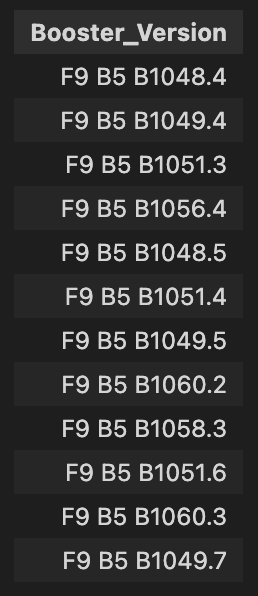 Booster_Version
F9 B5 B1048.4
F9 B5 B1049.4
F9 B5 B1051.3
F9 B5 B1056.4
F9 B5 B1048.5
F9 B5 B1051.4
F9 B5 B1049.5
F9 B5 B1060.2
F9 B5 B1058.3
F9 B5 B1051.6
F9 B5 B1060.3
F9 B5 B1049.7